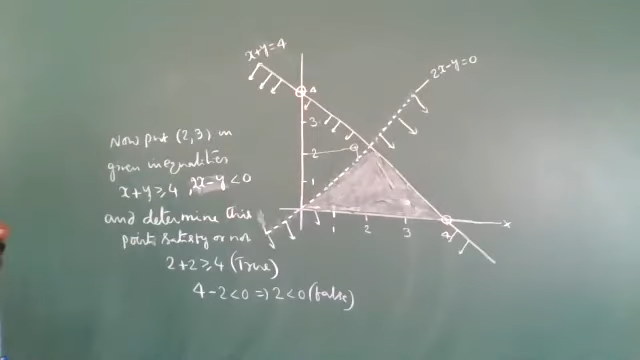 x+y=4
2x-y=0
4
3
2
1
1
2
3
4
x
Now put (2,3) in
given inequalities
x+y≥4, 2x-y<0
and determine this
point satisfy or not
2+2≥4 (True)
4-2<0 ⇒ 2<0 (false)